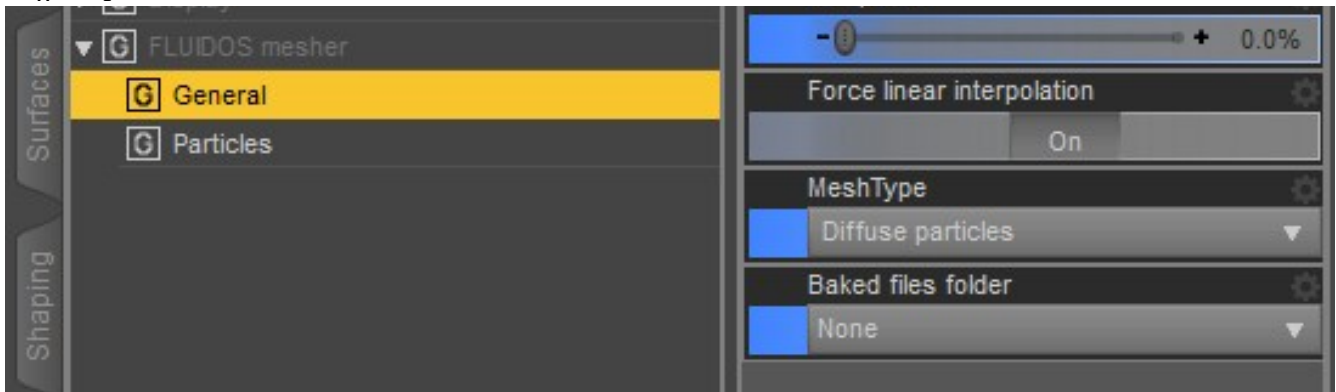 Surfaces
Shaping
G Display
G FLUIDOS mesher
G General
G Particles
- + 0.0%
Force linear interpolation
On
MeshType
Diffuse particles
Baked files folder
None